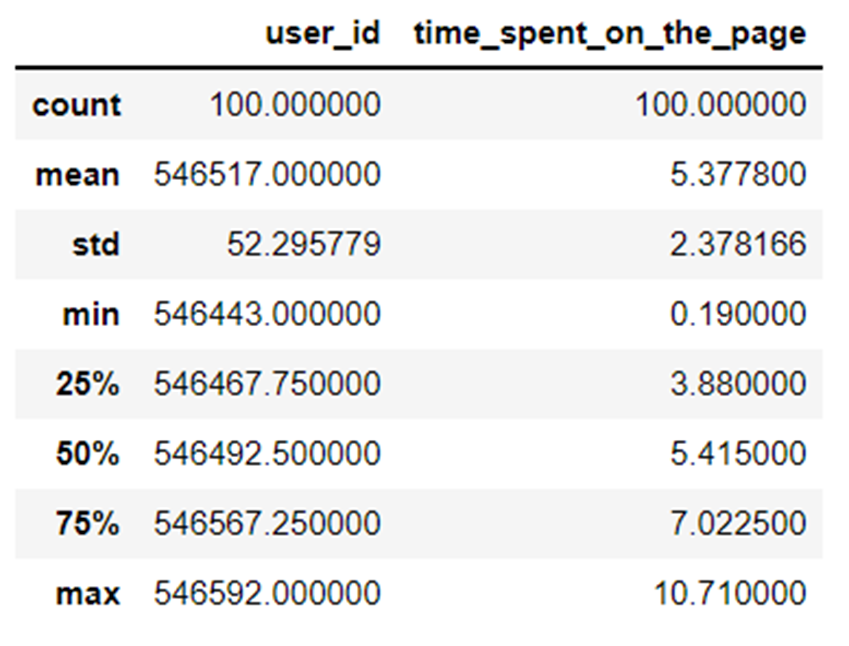 user_id time_spent_on_the_page
count 100.000000 100.000000
mean 546517.000000 5.377800
std 52.295779 2.378166
min 546443.000000 0.190000
25% 546467.750000 3.880000
50% 546492.500000 5.415000
75% 546567.250000 7.022500
max 546592.000000 10.710000